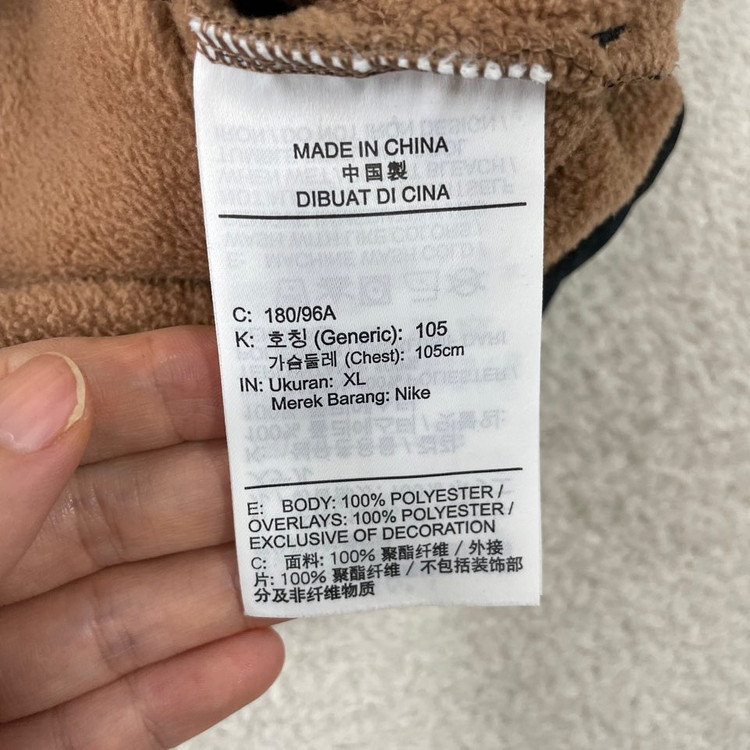 MADE IN CHINA
中国製
DIBUAT DI CINA
C: 180/96A
K: 호칭 (Generic): 105
가슴둘레 (Chest): 105cm
IN: Ukuran: XL
Merek Barang: Nike
E: BODY: 100% POLYESTER /
OVERLAYS: 100% POLYESTER /
EXCLUSIVE OF DECORATION
C: 面料: 100% 聚酯纤维 / 外接
片: 100% 聚酯纤维 / 不包括装饰部
分及非纤维物质